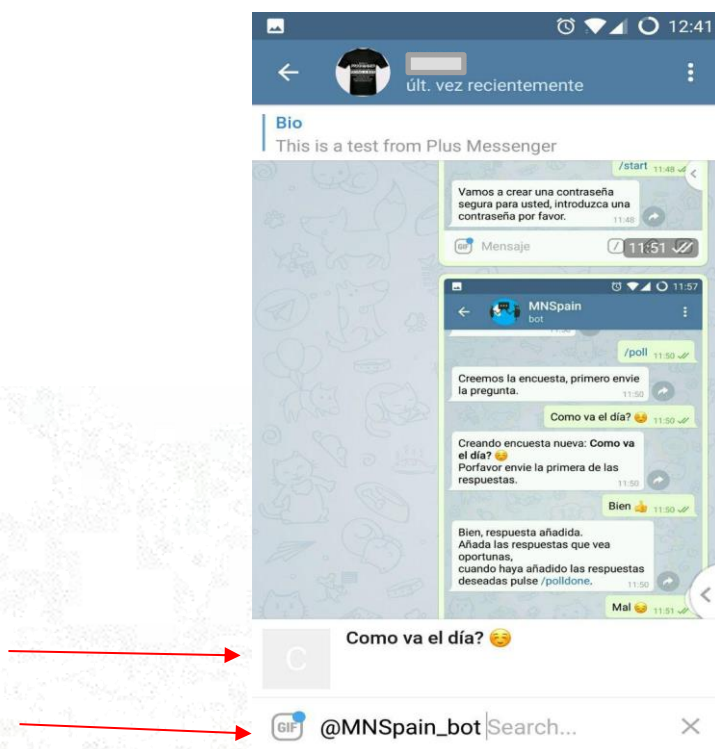 12:41
últ. vez recientemente
Bio
This is a test from Plus Messenger
/start 11:48
Vamos a crear una contraseña
segura para usted, introduzca una
contraseña por favor. 11:48
GIF Mensaje / 11:51
11:57
MNSpain
bot
/poll 11:50
Creemos la encuesta, primero envie
la pregunta. 11:50
Como va el día? ☺️ 11:50
Creando encuesta nueva: Como va
el día? ☺️
Porfavor envie la primera de las
respuestas. 11:50
Bien 👍 11:50
Bien, respuesta añadida.
Añada las respuestas que vea
oportunas,
cuando haya añadido las respuestas
deseadas pulse /polldone. 11:50
Mal 😔 11:51
C Como va el día? ☺️
GIF @MNSpain_bot Search...